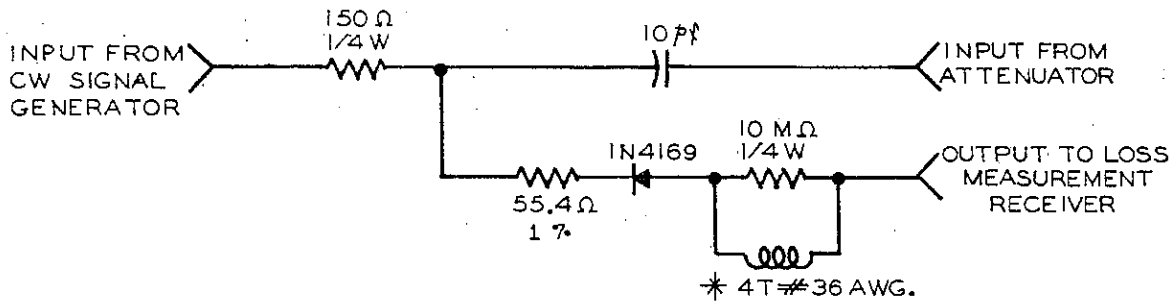 150 Ω
1/4 W
10 pf
INPUT FROM
CW SIGNAL
GENERATOR
INPUT FROM
ATTENUATOR
10 MΩ
1/4 W
1N4169
55.4 Ω
1 %
OUTPUT TO LOSS
MEASUREMENT
RECEIVER
* 4T # 36 AWG.